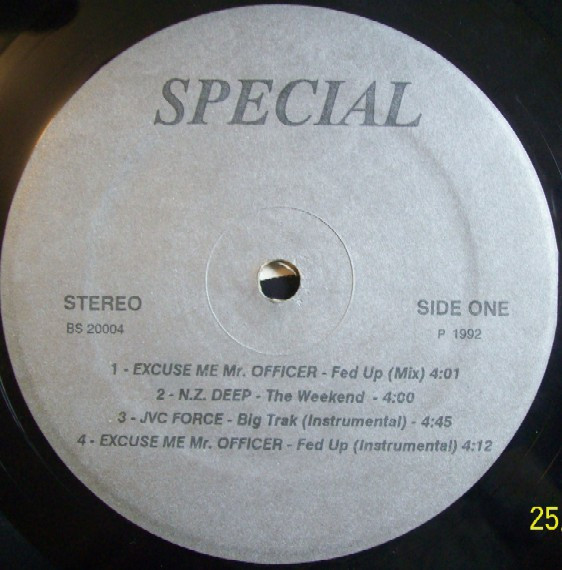 SPECIAL
STEREO
BS 20004
SIDE ONE
P 1992
1 - EXCUSE ME Mr. OFFICER - Fed Up (Mix) 4:01
2 - N.Z. DEEP - The Weekend - 4:00
3 - JVC FORCE - Big Trak (Instrumental) - 4:45
4 - EXCUSE ME Mr. OFFICER - Fed Up (Instrumental) 4:12
25